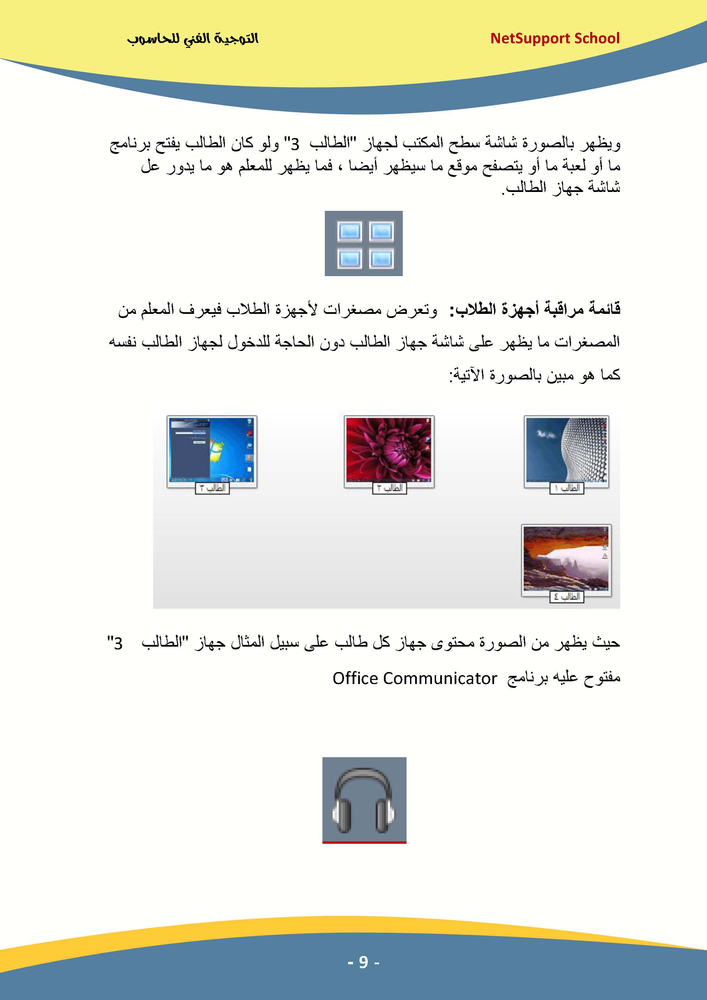 NetSupport School
التوجية الفني للحاسوب
ويظهر بالصورة شاشة سطح المكتب لجهاز "الطالب 3" ولو كان الطالب يفتح برنامج
ما أو لعبة ما أو يتصفح موقع ما سيظهر أيضا ، فما يظهر للمعلم هو ما يدور عل
شاشة جهاز الطالب.
قائمة مراقبة أجهزة الطلاب: وتعرض مصغرات لأجهزة الطلاب فيعرف المعلم من
المصغرات ما يظهر على شاشة جهاز الطالب دون الحاجة للدخول لجهاز الطالب نفسه
كما هو مبين بالصورة الآتية:
الطالب ١
الطالب ٢
الطالب ٣
الطالب ٤
حيث يظهر من الصورة محتوى جهاز كل طالب على سبيل المثال جهاز "الطالب 3"
مفتوح عليه برنامج Office Communicator
- 9 -